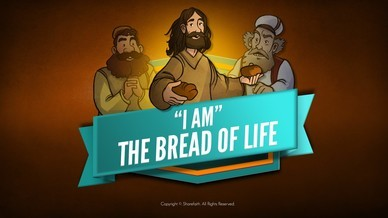 “I AM”
THE BREAD OF LIFE
Copyright © Sharefaith. All Rights Reserved.